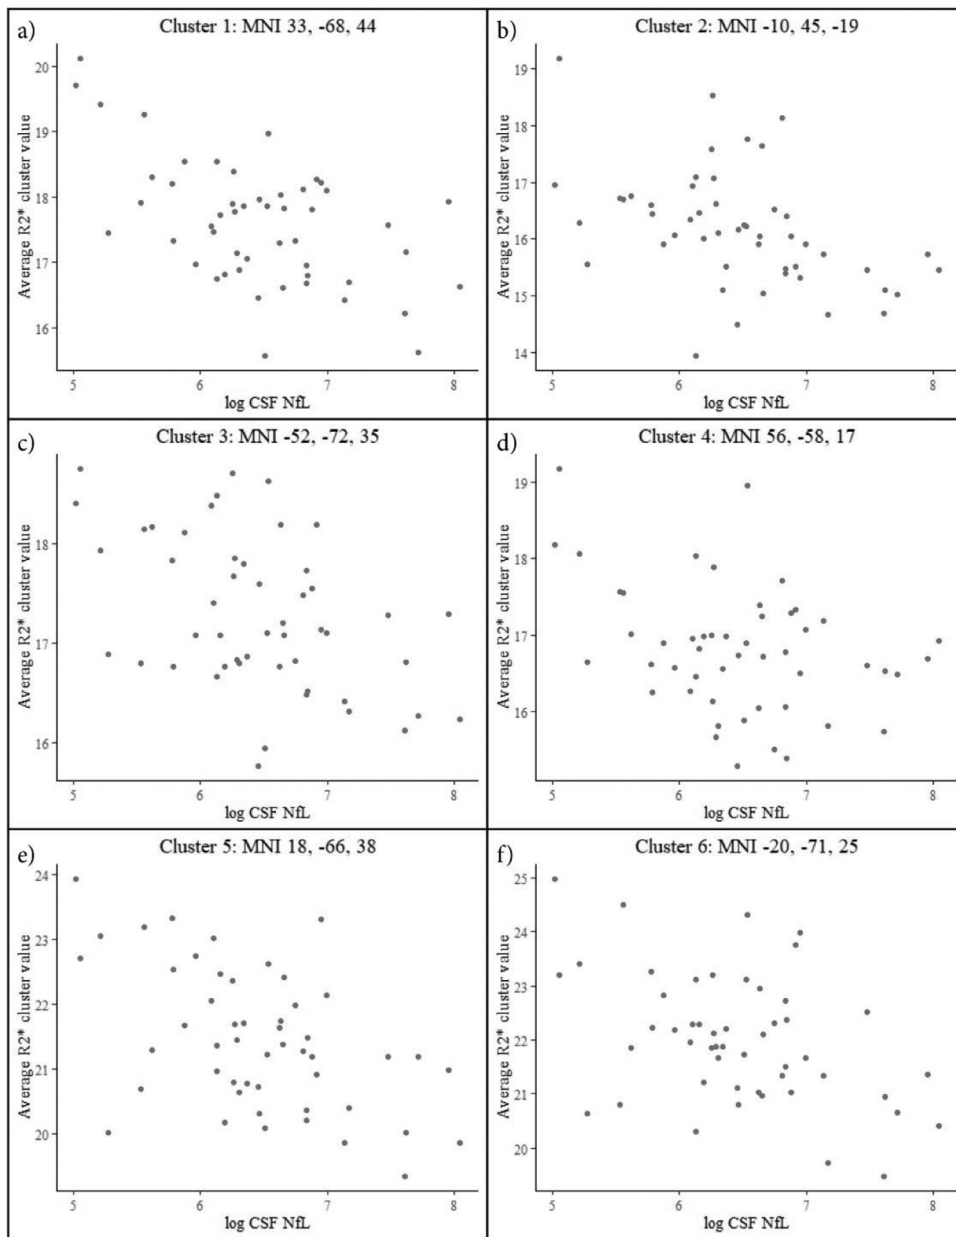 a)
Cluster 1: MNI 33, -68, 44
Average R2* cluster value
20
19
18
17
16
5 6 7 8
log CSF NfL
b)
Cluster 2: MNI -10, 45, -19
Average R2* cluster value
19
18
17
16
15
14
5 6 7 8
log CSF NfL
c)
Cluster 3: MNI -52, -72, 35
Average R2* cluster value
18
17
16
5 6 7 8
log CSF NfL
d)
Cluster 4: MNI 56, -58, 17
Average R2* cluster value
19
18
17
16
5 6 7 8
log CSF NfL
e)
Cluster 5: MNI 18, -66, 38
Average R2* cluster value
24
23
22
21
20
5 6 7 8
log CSF NfL
f)
Cluster 6: MNI -20, -71, 25
Average R2* cluster value
25
24
23
22
21
20
5 6 7 8
log CSF NfL